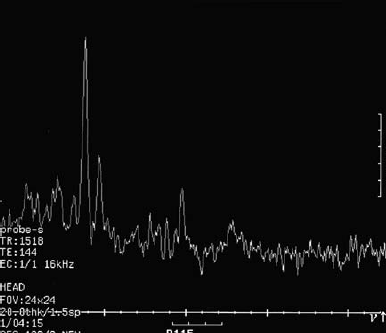 probe-s
TR:1518
TE:144
EC:1/1 16kHz
HEAD
FOV:24x24
20.0thk/1.5sp
1/04:15